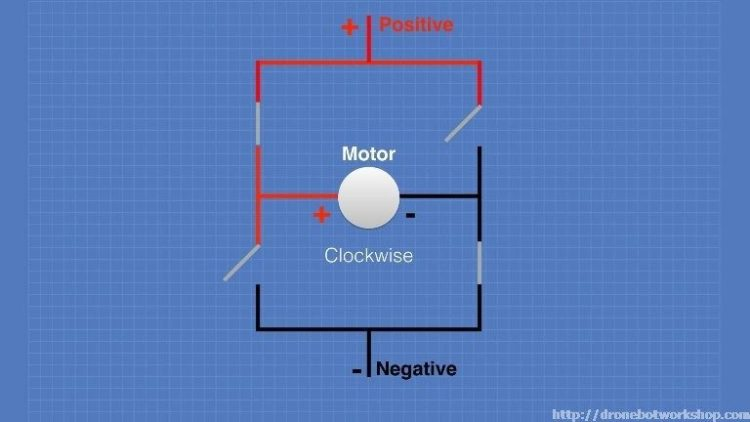 + Positive
Motor
+ -
Clockwise
- Negative
http://dronebotworkshop.com